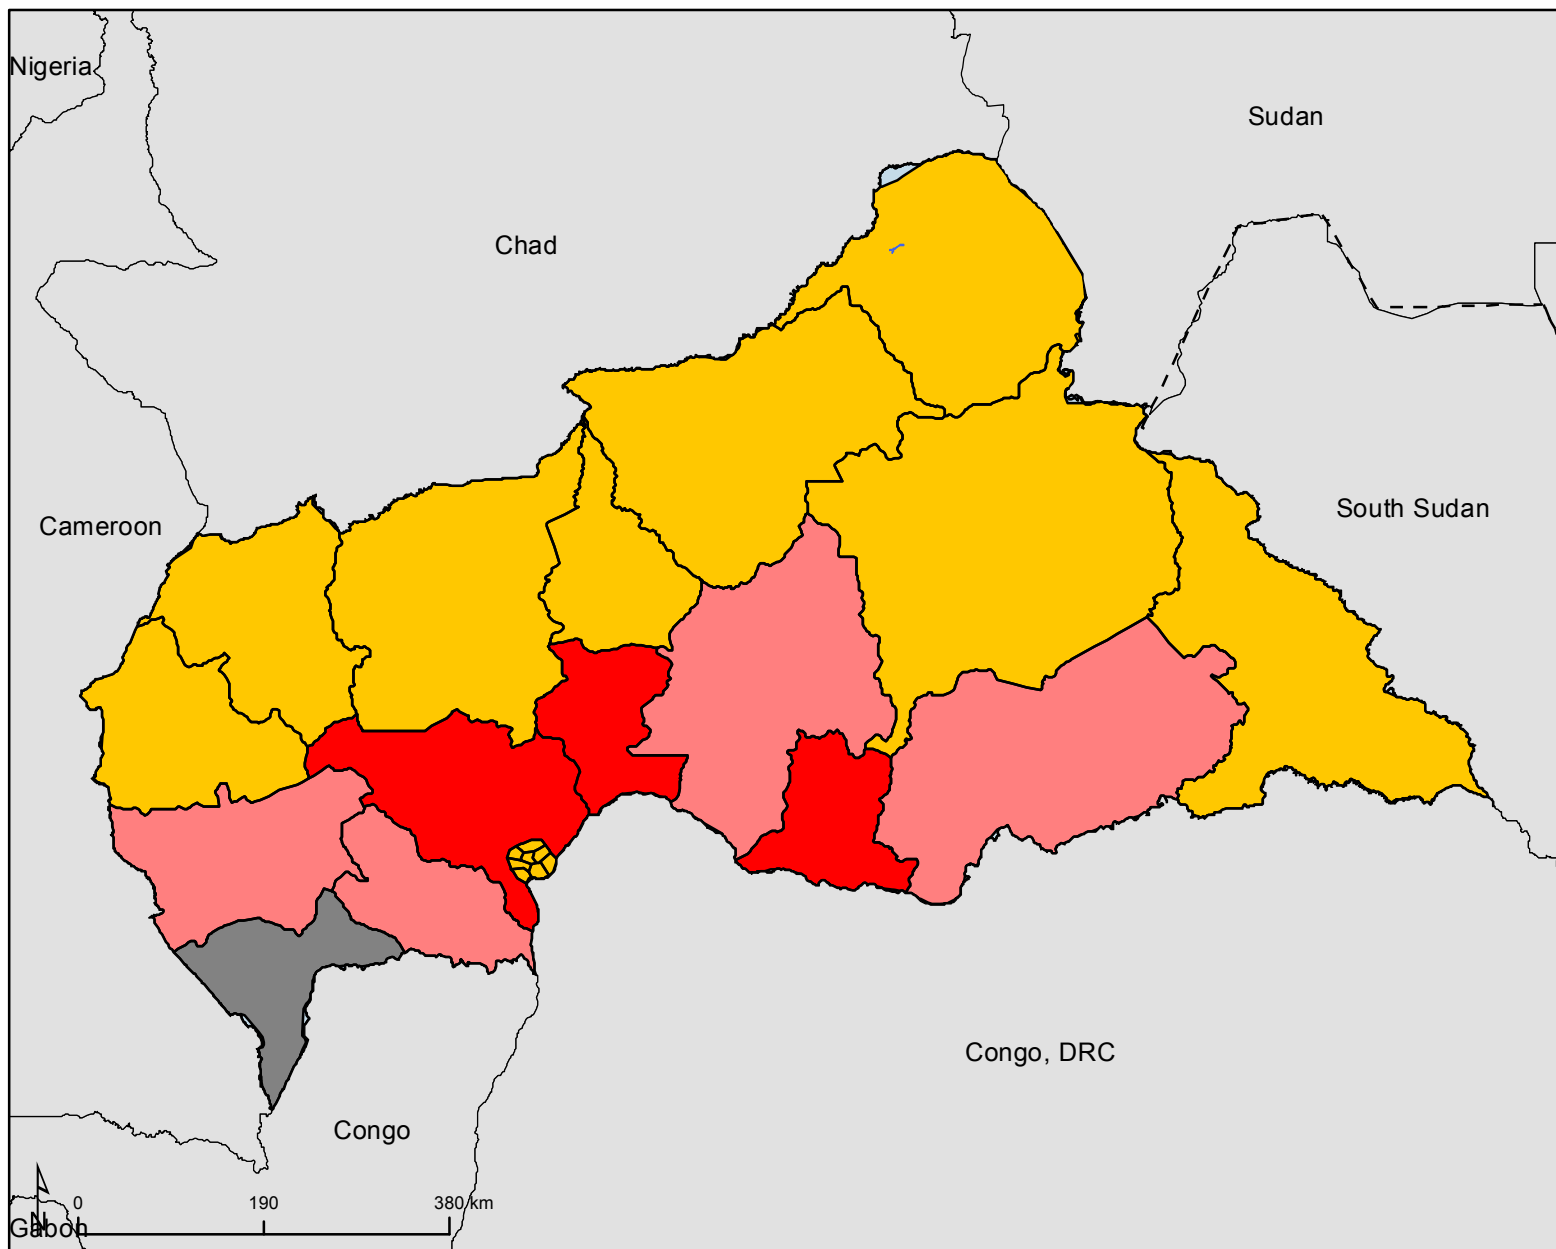 Nigeria
Sudan
Chad
South Sudan
Cameroon
Congo, DRC
Congo
0
190
380 km
N
Gabon